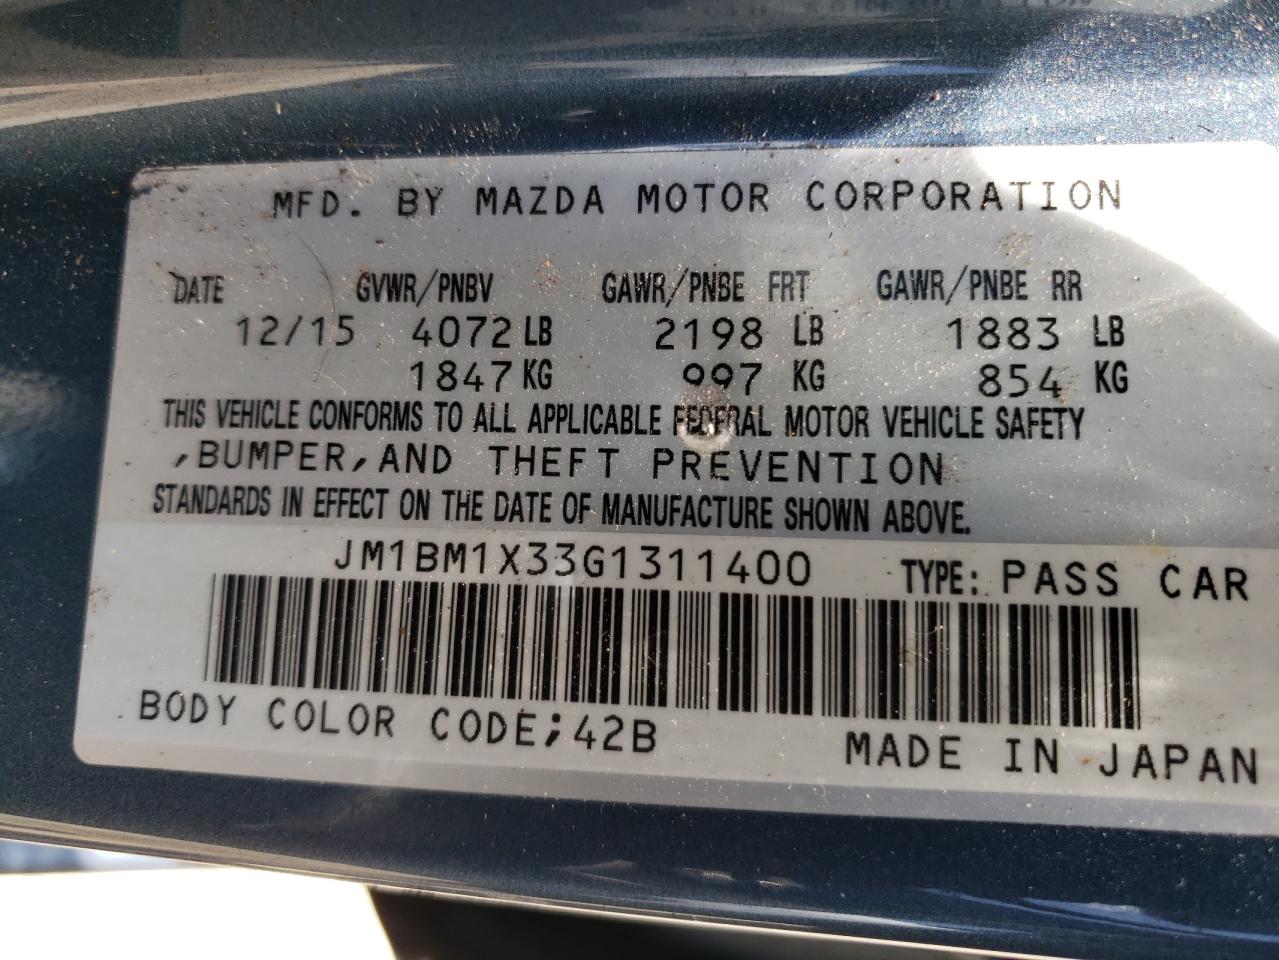 MFD. BY MAZDA MOTOR CORPORATION
DATE GVWR/PNBV GAWR/PNBE FRT GAWR/PNBE RR
12/15 4072 LB 2198 LB 1883 LB
1847 KG 997 KG 854 KG
THIS VEHICLE CONFORMS TO ALL APPLICABLE FEDERAL MOTOR VEHICLE SAFETY
,BUMPER,AND THEFT PREVENTION
STANDARDS IN EFFECT ON THE DATE OF MANUFACTURE SHOWN ABOVE.
JM1BM1X33G1311400 TYPE: PASS CAR
BODY COLOR CODE;42B
MADE IN JAPAN